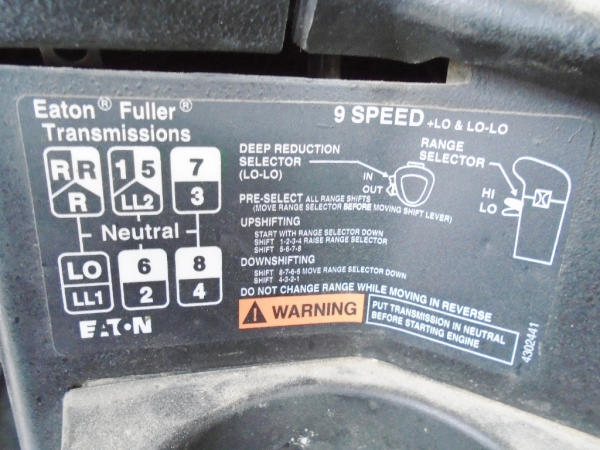 Eaton® Fuller®
Transmissions
R R
R
1 5
LL2
7
3
Neutral
LO
LL1
6
2
8
4
EATON
9 SPEED +LO & LO-LO
DEEP REDUCTION
SELECTOR
(LO-LO)
IN
OUT
RANGE
SELECTOR
HI
LO
PRE-SELECT ALL RANGE SHIFTS
(MOVE RANGE SELECTOR BEFORE MOVING SHIFT LEVER)
UPSHIFTING
START WITH RANGE SELECTOR DOWN
SHIFT 1-2-3-4 RAISE RANGE SELECTOR
SHIFT 5-6-7-8
DOWNSHIFTING
SHIFT 8-7-6-5 MOVE RANGE SELECTOR DOWN
SHIFT 4-3-2-1
DO NOT CHANGE RANGE WHILE MOVING IN REVERSE
! WARNING
PUT TRANSMISSION IN NEUTRAL
BEFORE STARTING ENGINE
4302441